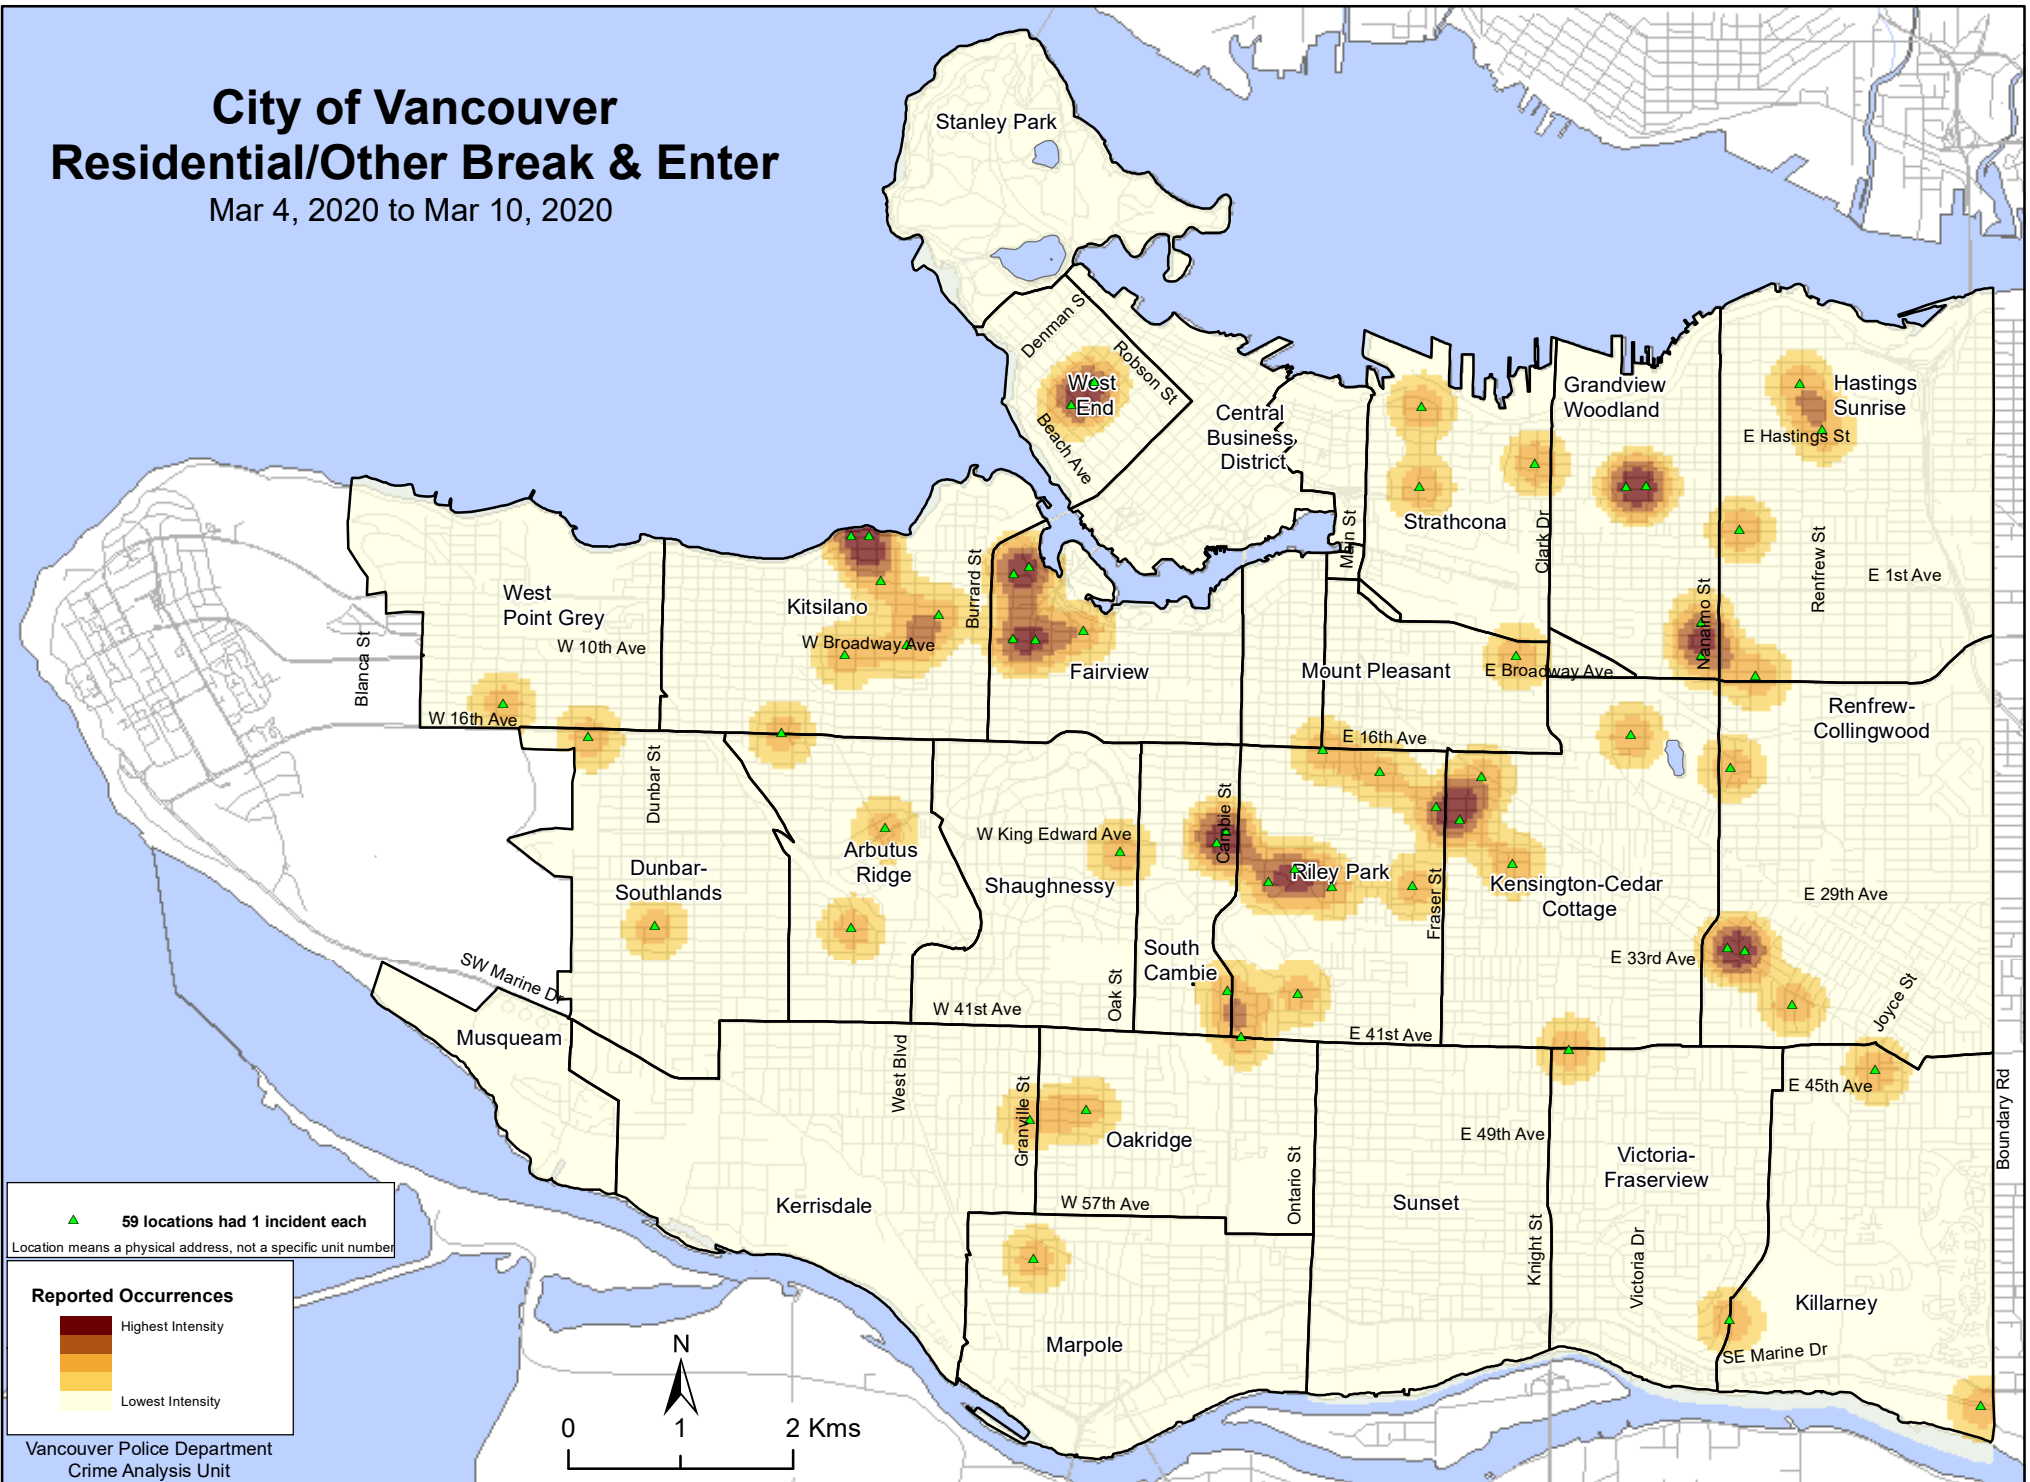 City of Vancouver
Residential/Other Break & Enter
Mar 4, 2020 to Mar 10, 2020
Stanley Park
Denman S
Robson St
West
End
Beach Ave
Central
Business
District
Main St
Strathcona
Clark Dr
Grandview
Woodland
Hastings
Sunrise
E Hastings St
Renfrew St
E 1st Ave
Nanaimo St
West
Point Grey
W 10th Ave
Blanca St
W 16th Ave
Kitsilano
W Broadway Ave
Burrard St
Fairview
Mount Pleasant
E Broadway Ave
E 16th Ave
Renfrew-
Collingwood
Dunbar St
Dunbar-
Southlands
Arbutus
Ridge
W King Edward Ave
Shaughnessy
Cambie St
Riley Park
Fraser St
Kensington-Cedar
Cottage
E 29th Ave
E 33rd Ave
Joyce St
South
Cambie
Oak St
W 41st Ave
E 41st Ave
SW Marine Dr
Musqueam
West Blvd
Granville St
Oakridge
W 57th Ave
Ontario St
Kerrisdale
Sunset
E 49th Ave
Knight St
Victoria-
Fraserview
Victoria Dr
E 45th Ave
Boundary Rd
Killarney
SE Marine Dr
Marpole
59 locations had 1 incident each
Location means a physical address, not a specific unit number
Reported Occurrences
Highest Intensity
Lowest Intensity
Vancouver Police Department
Crime Analysis Unit
N
0 1 2 Kms